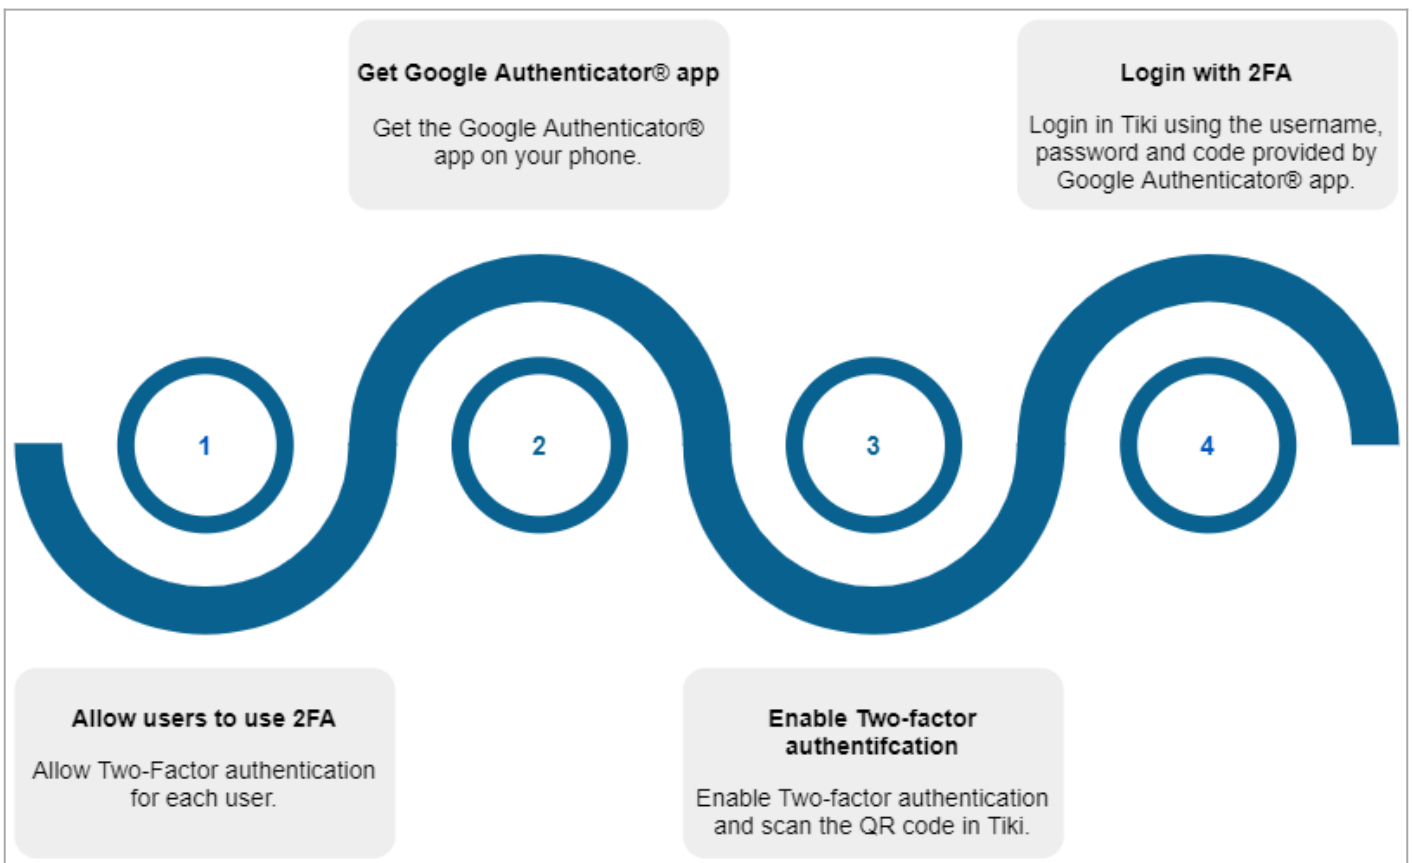 Get Google Authenticator® app
Get the Google Authenticator®
app on your phone.
Login with 2FA
Login in Tiki using the username,
password and code provided by
Google Authenticator® app.
1
2
3
4
Allow users to use 2FA
Allow Two-Factor authentication
for each user.
Enable Two-factor
authentifcation
Enable Two-factor authentication
and scan the QR code in Tiki.